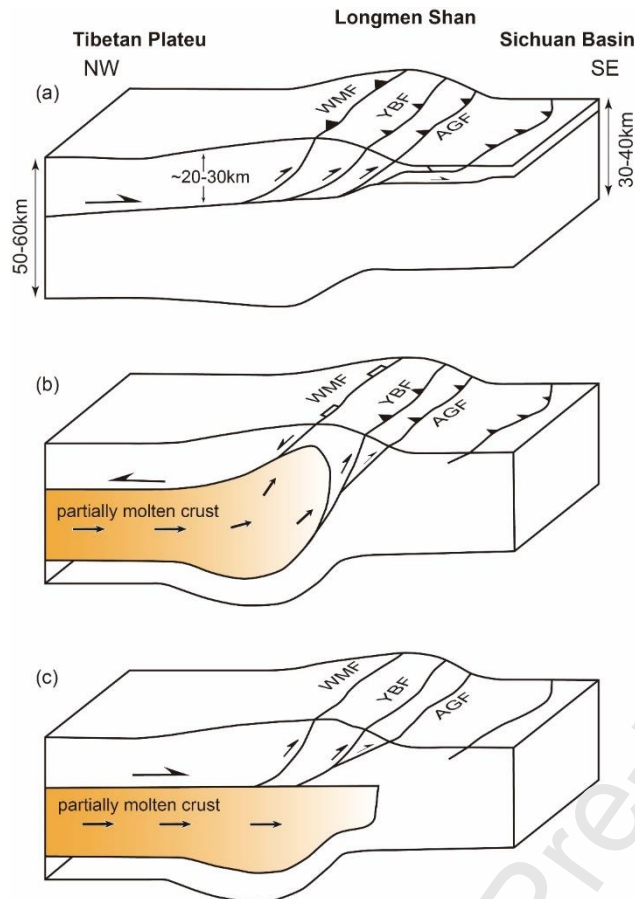 Longmen Shan
Tibetan Plateu
Sichuan Basin
NW
SE
(a)
WMF
YBF
AGF
~20-30km
50-60km
30-40km
(b)
WMF
YBF
AGF
partially molten crust
(c)
WMF
YBF
AGF
partially molten crust
Pre